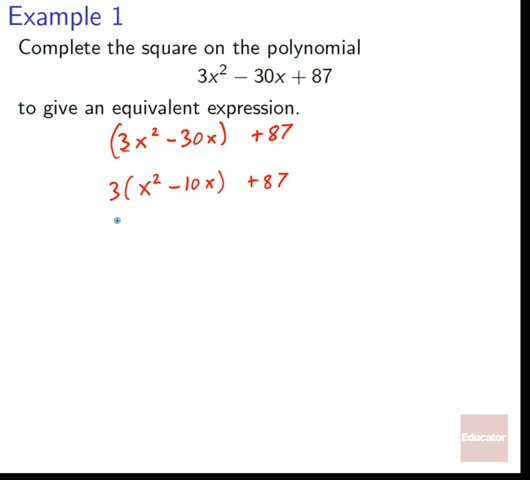 Example 1
Complete the square on the polynomial
3x² − 30x + 87
to give an equivalent expression.
(3x² − 30x) + 87
3(x² − 10x) + 87
Educator